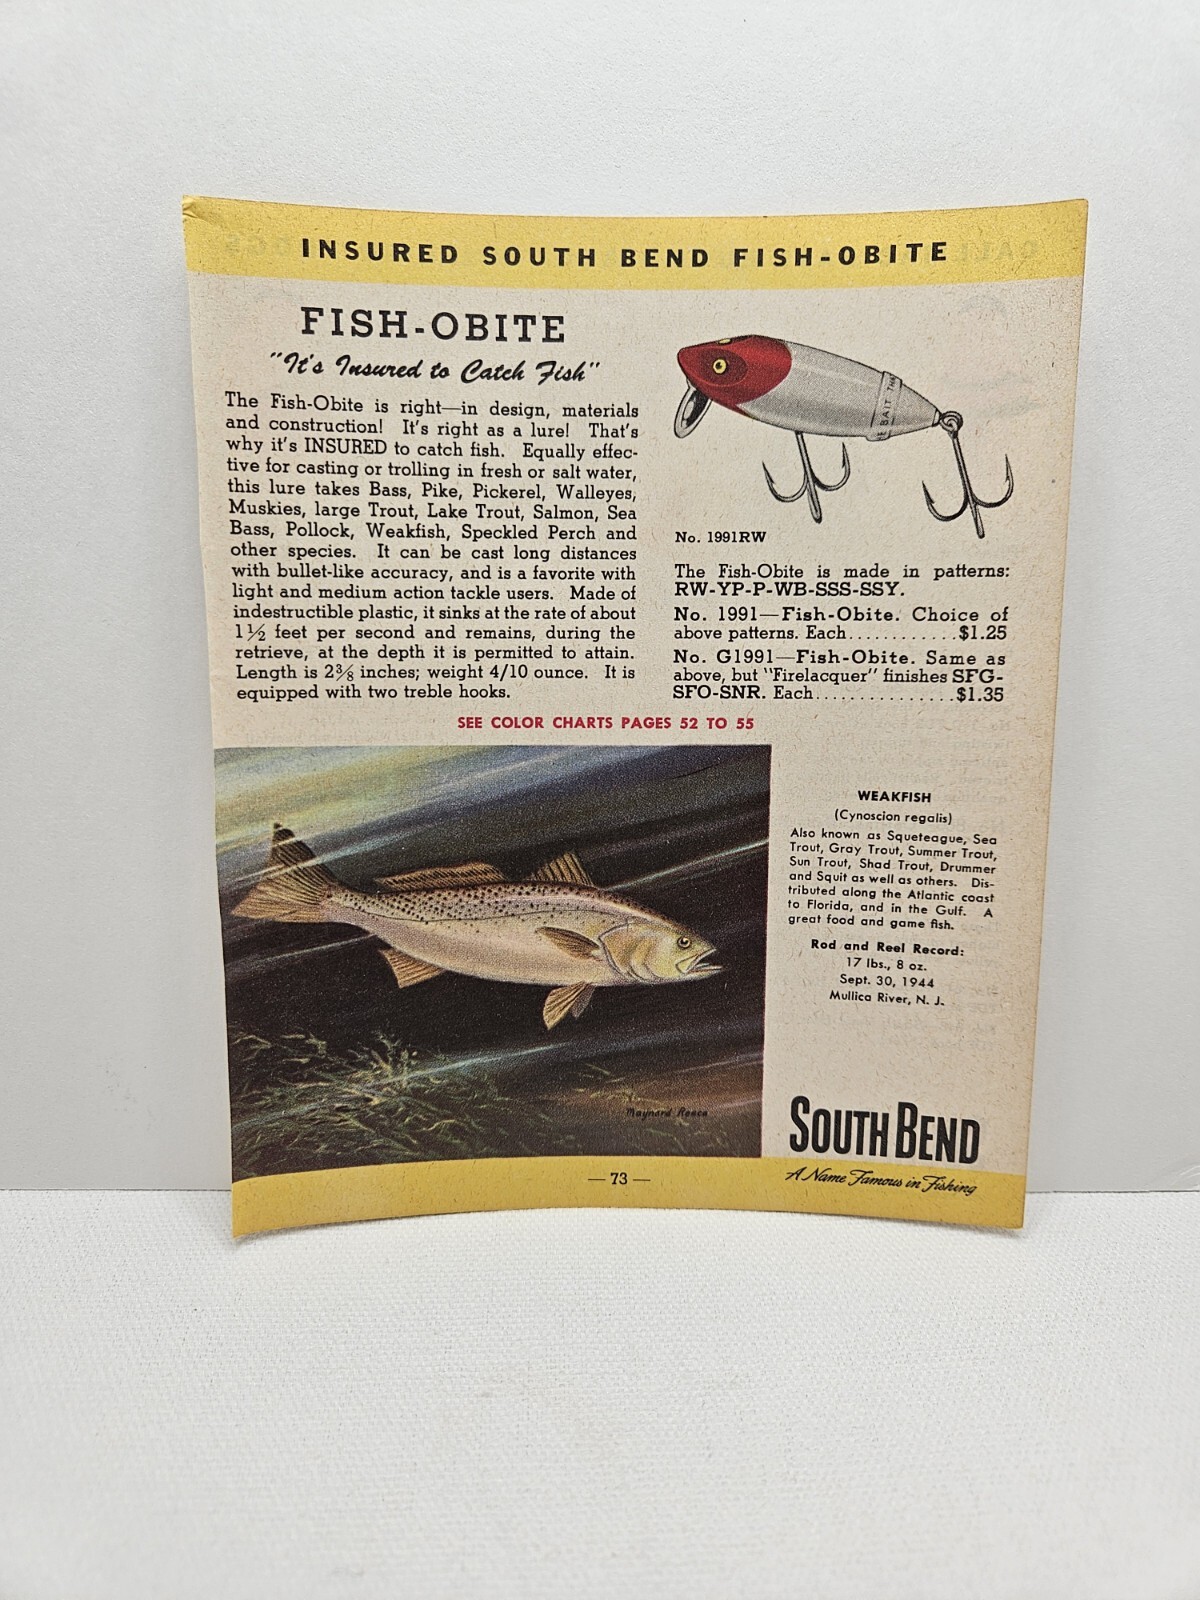 INSURED SOUTH BEND FISH-OBITE
FISH-OBITE
"It's Insured to Catch Fish"
The Fish-Obite is right—in design, materials
and construction! It's right as a lure! That's
why it's INSURED to catch fish. Equally effec-
tive for casting or trolling in fresh or salt water,
this lure takes Bass, Pike, Pickerel, Walleyes,
Muskies, large Trout, Lake Trout, Salmon, Sea
Bass, Pollock, Weakfish, Speckled Perch and
other species. It can be cast long distances
with bullet-like accuracy, and is a favorite with
light and medium action tackle users. Made of
indestructible plastic, it sinks at the rate of about
1½ feet per second and remains, during the
retrieve, at the depth it is permitted to attain.
Length is 2⅜ inches; weight 4/10 ounce. It is
equipped with two treble hooks.
BAIT
No. 1991RW
The Fish-Obite is made in patterns:
RW-YP-P-WB-SSS-SSY.
No. 1991—Fish-Obite. Choice of
above patterns. Each............$1.25
No. G1991—Fish-Obite. Same as
above, but "Firelacquer" finishes SFG-
SFO-SNR. Each...............$1.35
SEE COLOR CHARTS PAGES 52 TO 55
WEAKFISH
(Cynoscion regalis)
Also known as Squeteague, Sea
Trout, Gray Trout, Summer Trout,
Sun Trout, Shad Trout, Drummer
and Squit as well as others. Dis-
tributed along the Atlantic coast
to Florida, and in the Gulf. A
great food and game fish.
Rod and Reel Record:
17 lbs., 8 oz.
Sept. 30, 1944
Mullica River, N. J.
Maynard Reece
SOUTH BEND
A Name Famous in Fishing
— 73 —